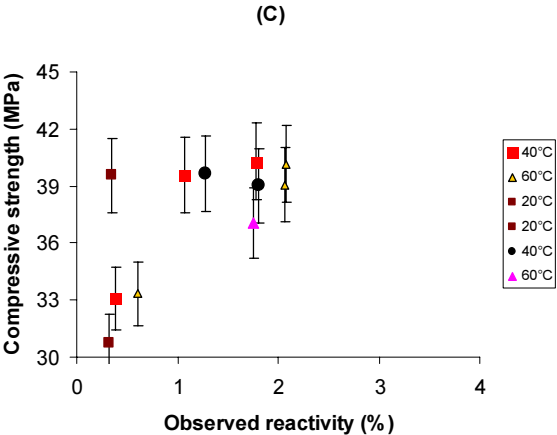 (C)
Compressive strength (MPa)
45
42
39
36
33
30
0 1 2 3 4
Observed reactivity (%)
40°C
60°C
20°C
20°C
40°C
60°C